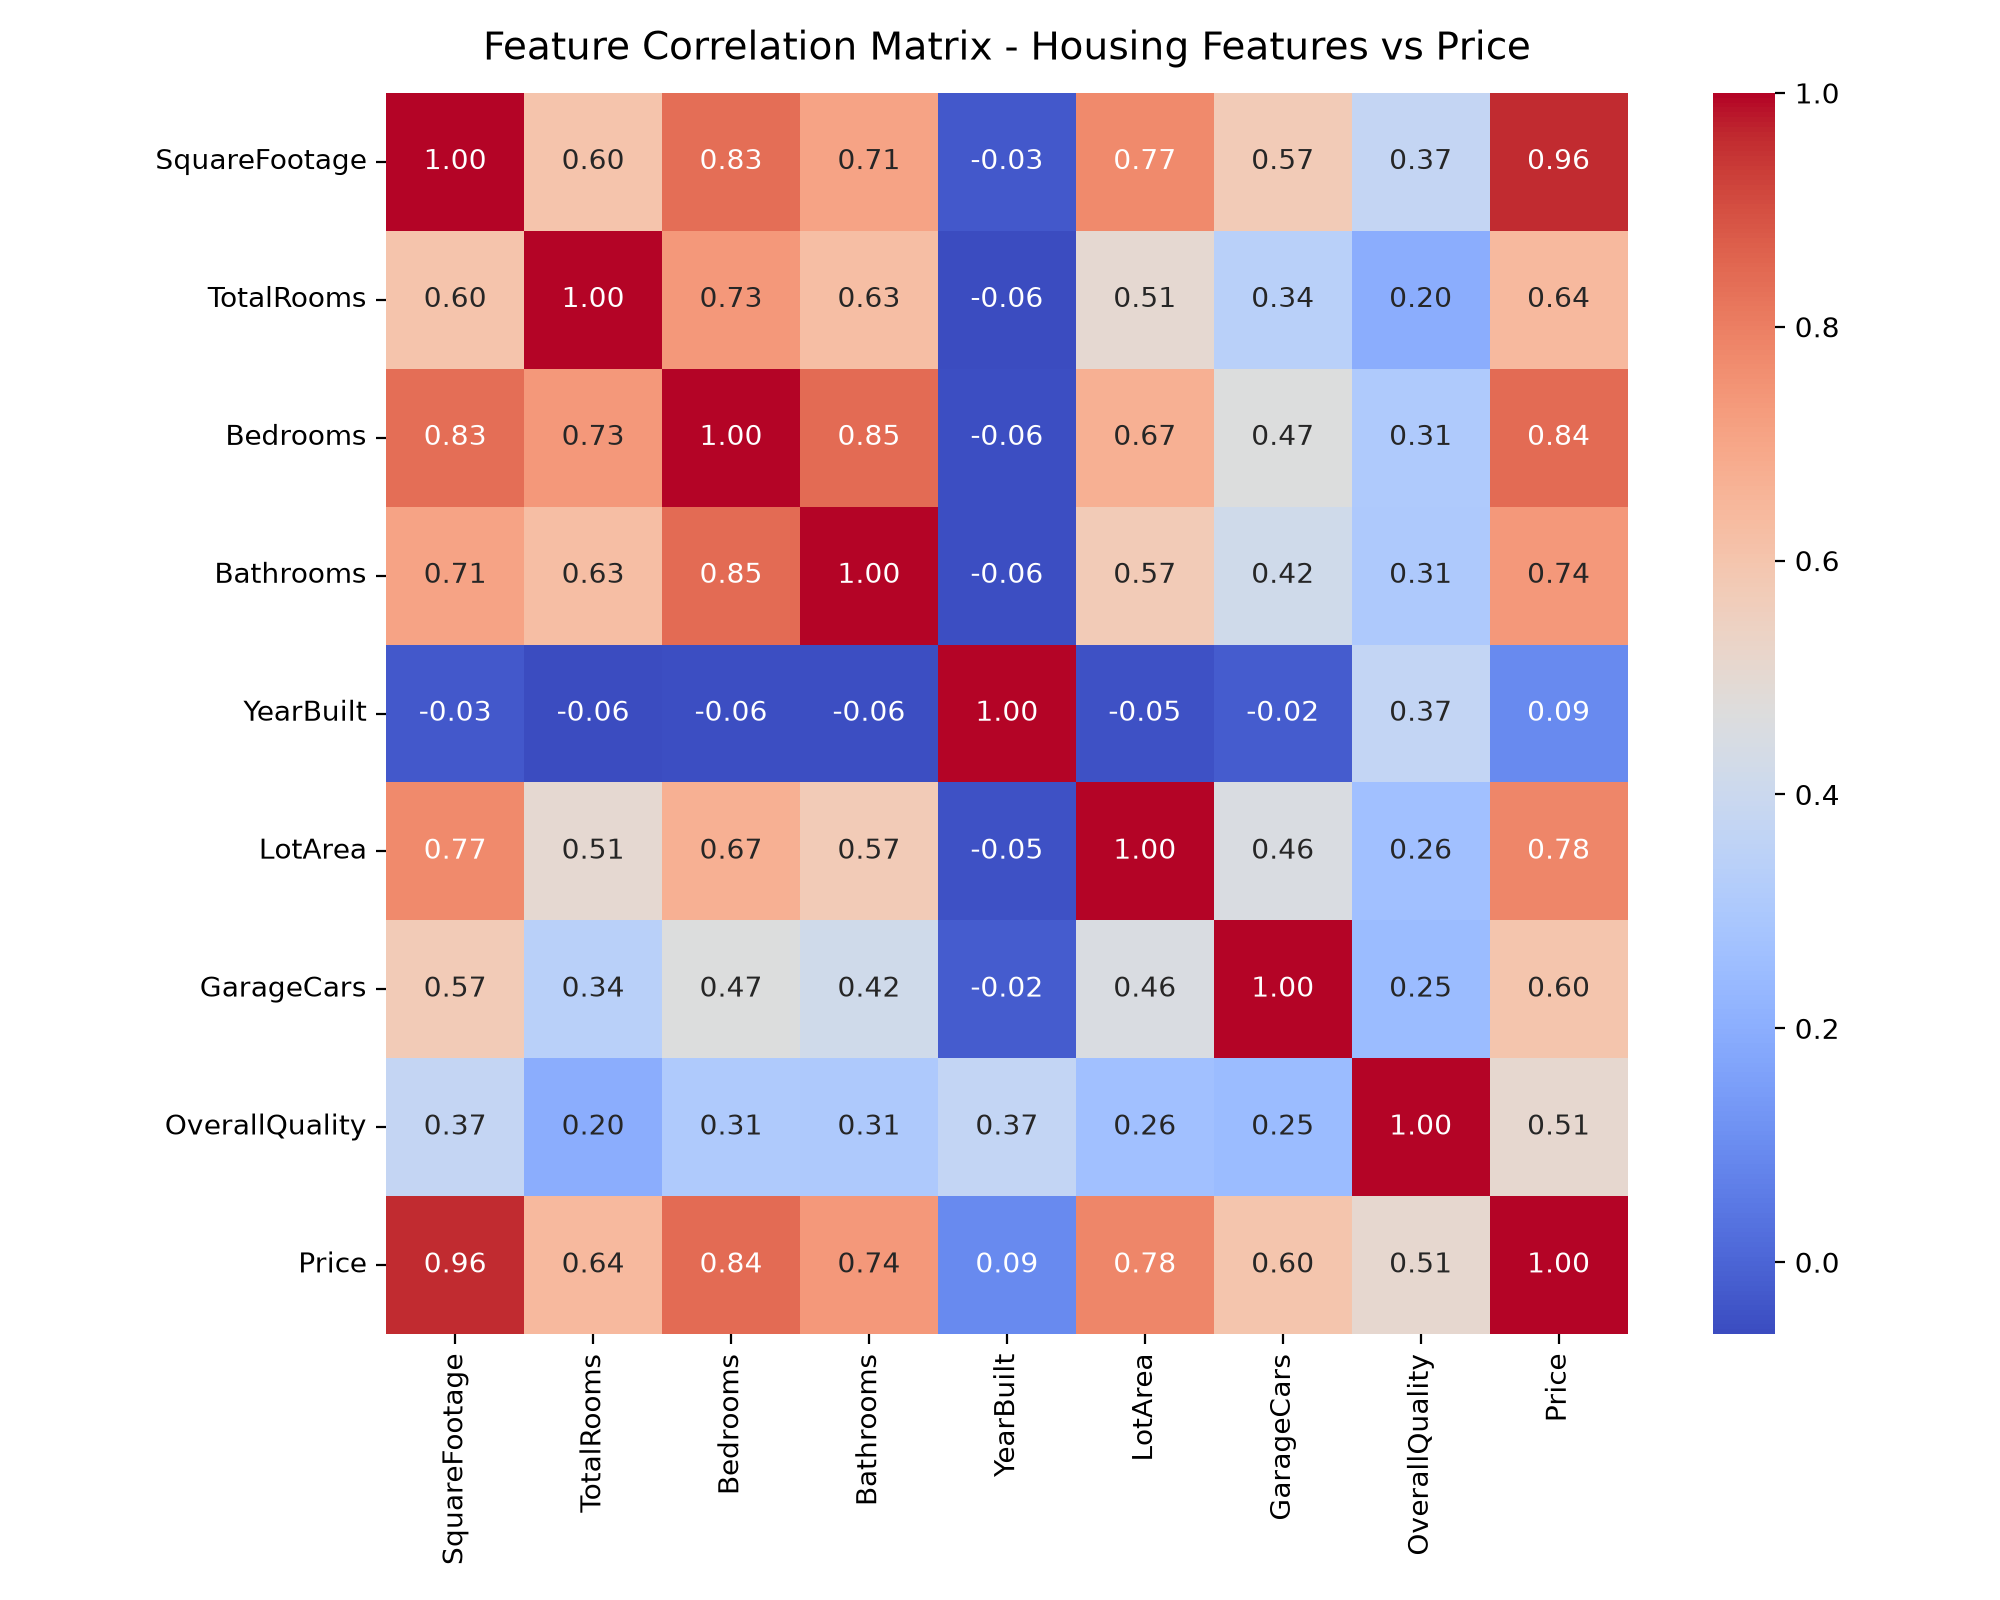 Feature Correlation Matrix - Housing Features vs Price
SquareFootage 1.00 0.60 0.83 0.71 -0.03 0.77 0.57 0.37 0.96
TotalRooms 0.60 1.00 0.73 0.63 -0.06 0.51 0.34 0.20 0.64
Bedrooms 0.83 0.73 1.00 0.85 -0.06 0.67 0.47 0.31 0.84
Bathrooms 0.71 0.63 0.85 1.00 -0.06 0.57 0.42 0.31 0.74
YearBuilt -0.03 -0.06 -0.06 -0.06 1.00 -0.05 -0.02 0.37 0.09
LotArea 0.77 0.51 0.67 0.57 -0.05 1.00 0.46 0.26 0.78
GarageCars 0.57 0.34 0.47 0.42 -0.02 0.46 1.00 0.25 0.60
OverallQuality 0.37 0.20 0.31 0.31 0.37 0.26 0.25 1.00 0.51
Price 0.96 0.64 0.84 0.74 0.09 0.78 0.60 0.51 1.00
SquareFootage
TotalRooms
Bedrooms
Bathrooms
YearBuilt
LotArea
GarageCars
OverallQuality
Price
1.0
0.8
0.6
0.4
0.2
0.0